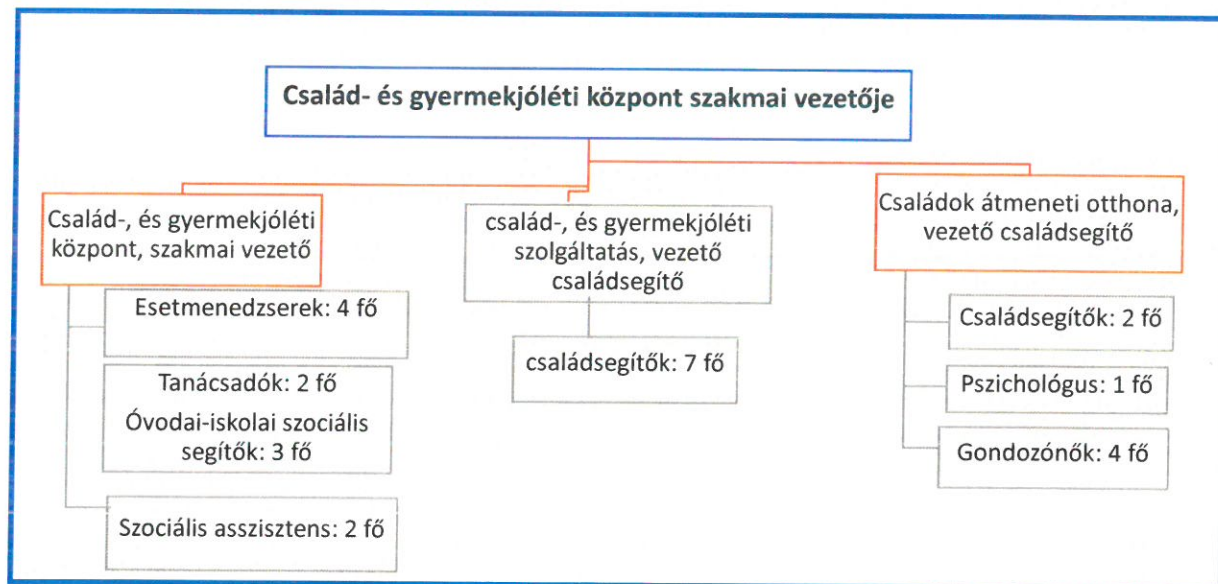 Család- és gyermekjóléti központ szakmai vezetője
Család-, és gyermekjóléti
központ, szakmai vezető
Esetmenedzserek: 4 fő
Tanácsadók: 2 fő
Óvodai-iskolai szociális
segítők: 3 fő
Szociális asszisztens: 2 fő
család-, és gyermekjóléti
szolgáltatás, vezető
családsegítő
családsegítők: 7 fő
Családok átmeneti otthona,
vezető családsegítő
Családsegítők: 2 fő
Pszichológus: 1 fő
Gondozónők: 4 fő